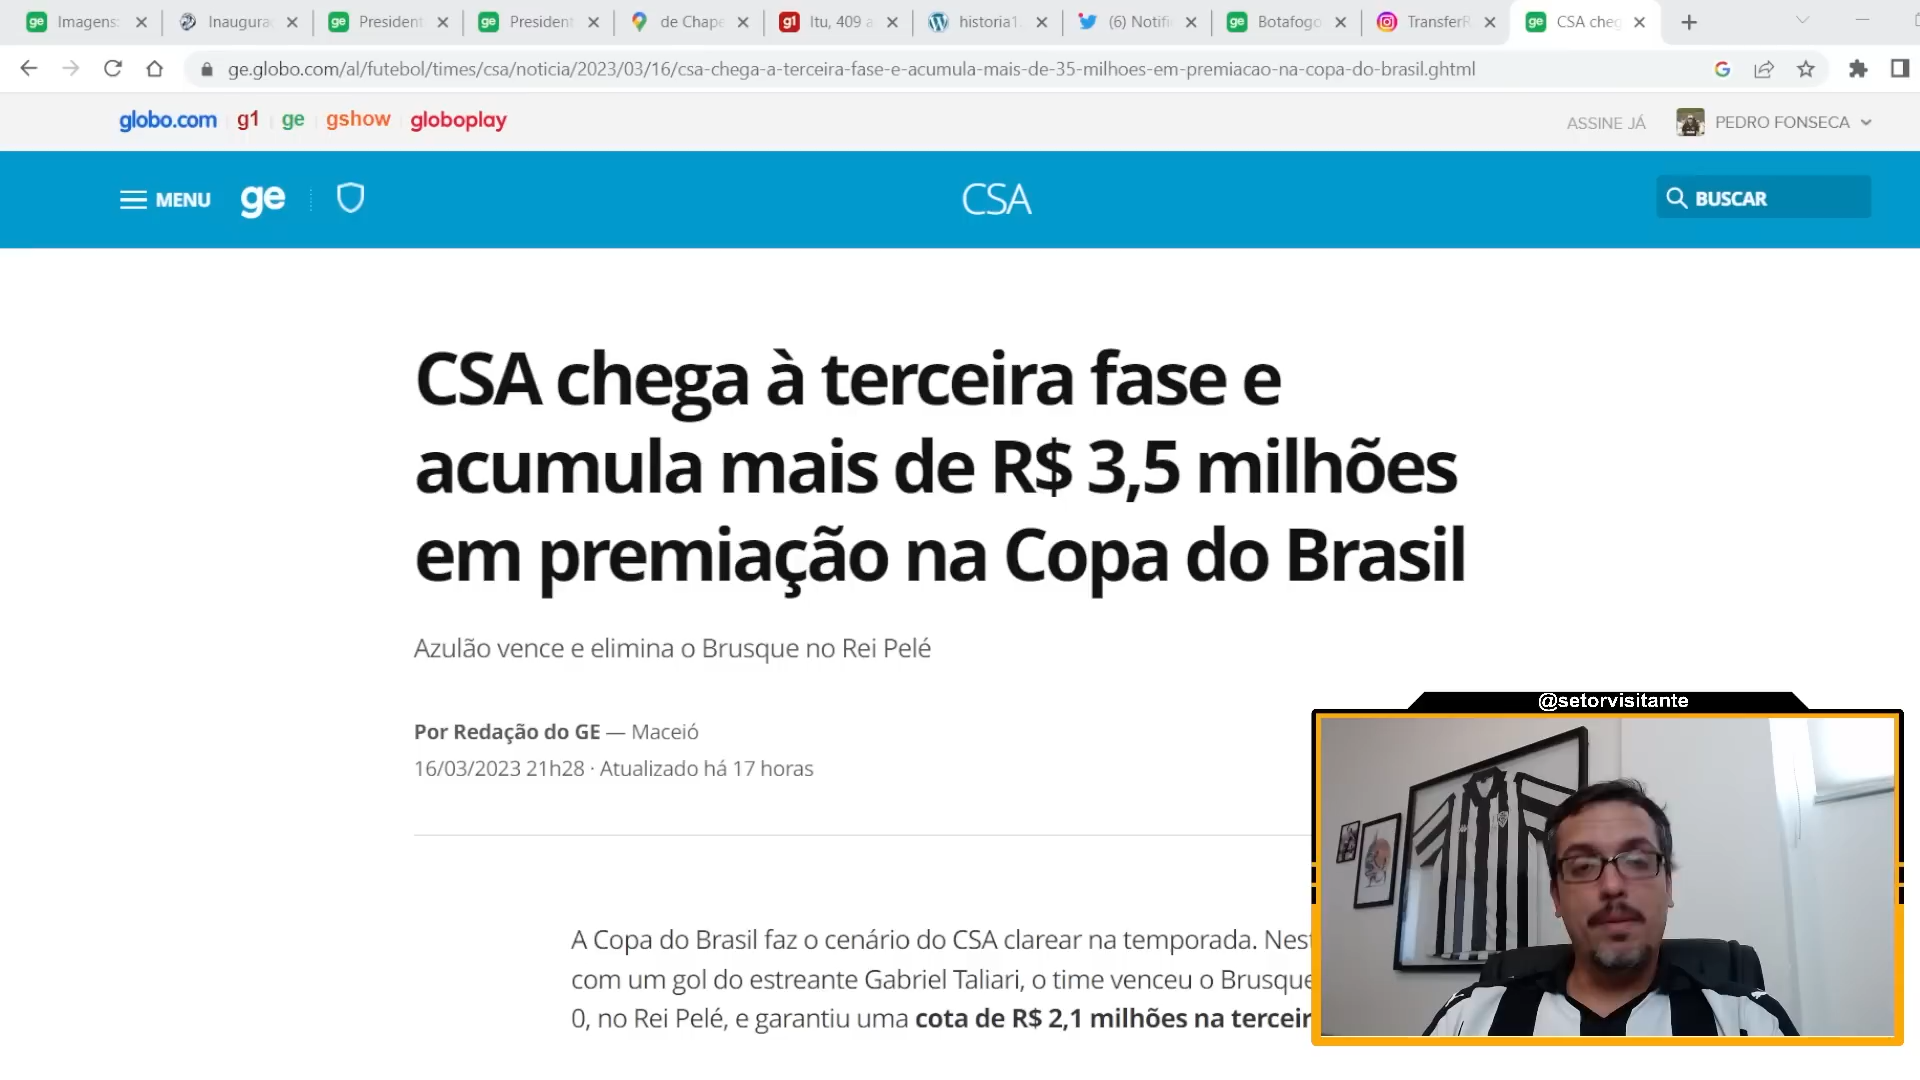 Imagens:
Inaugura
President
President
de Chape
Itu, 409 a
historia1.
(6) Notifi
Botafogo
TransferR
CSA cheg
ge.globo.com/al/futebol/times/csa/noticia/2023/03/16/csa-chega-a-terceira-fase-e-acumula-mais-de-35-milhoes-em-premiacao-na-copa-do-brasil.ghtml
globo.com g1 ge gshow globoplay
ASSINE JÁ
PEDRO FONSECA
MENU ge
CSA
BUSCAR
CSA chega à terceira fase e
acumula mais de R$ 3,5 milhões
em premiação na Copa do Brasil
Azulão vence e elimina o Brusque no Rei Pelé
Por Redação do GE — Maceió
16/03/2023 21h28 · Atualizado há 17 horas
A Copa do Brasil faz o cenário do CSA clarear na temporada. Nest
com um gol do estreante Gabriel Taliari, o time venceu o Brusque
0, no Rei Pelé, e garantiu uma cota de R$ 2,1 milhões na terceir
@setorvisitante